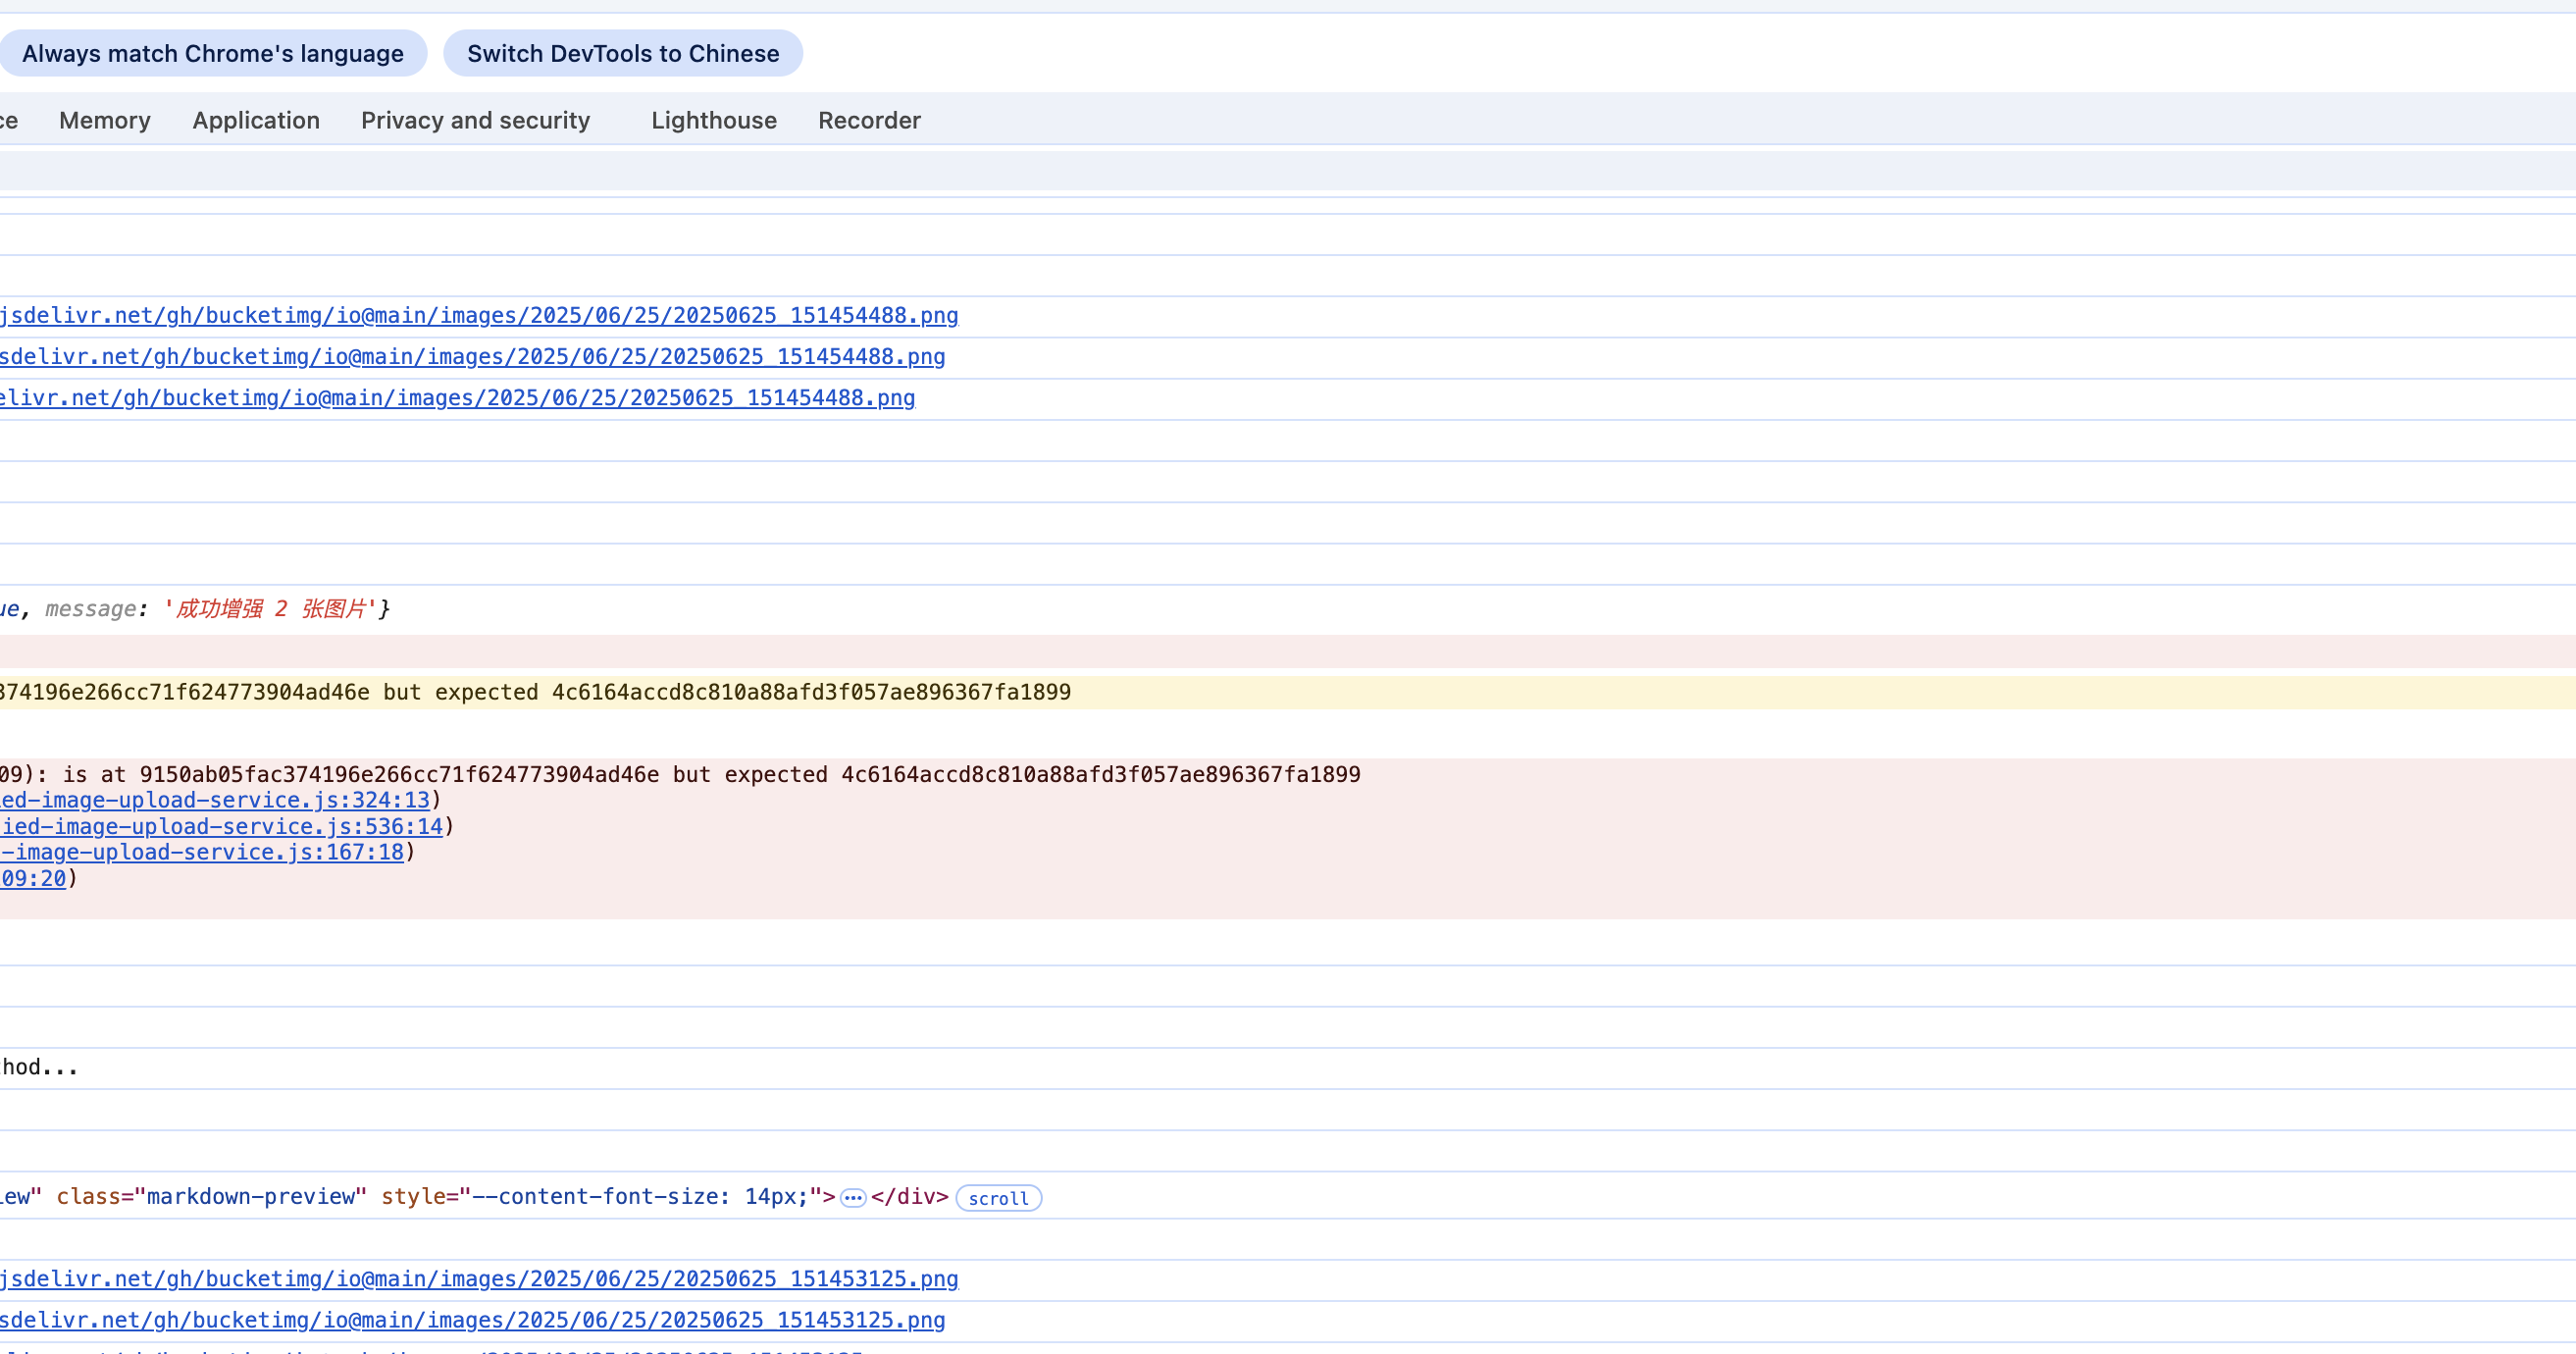 Always match Chrome's language Switch DevTools to Chinese
ce Memory Application Privacy and security Lighthouse Recorder
jsdelivr.net/gh/bucketimg/io@main/images/2025/06/25/20250625_151454488.png
sdelivr.net/gh/bucketimg/io@main/images/2025/06/25/20250625_151454488.png
elivr.net/gh/bucketimg/io@main/images/2025/06/25/20250625_151454488.png
ue, message: '成功增强 2 张图片'}
374196e266cc71f624773904ad46e but expected 4c6164accd8c810a88afd3f057ae896367fa1899
09): is at 9150ab05fac374196e266cc71f624773904ad46e but expected 4c6164accd8c810a88afd3f057ae896367fa1899
ied-image-upload-service.js:324:13)
ied-image-upload-service.js:536:14)
-image-upload-service.js:167:18)
09:20)
thod...
iew" class="markdown-preview" style="--content-font-size: 14px;">…</div> scroll
jsdelivr.net/gh/bucketimg/io@main/images/2025/06/25/20250625_151453125.png
sdelivr.net/gh/bucketimg/io@main/images/2025/06/25/20250625_151453125.png